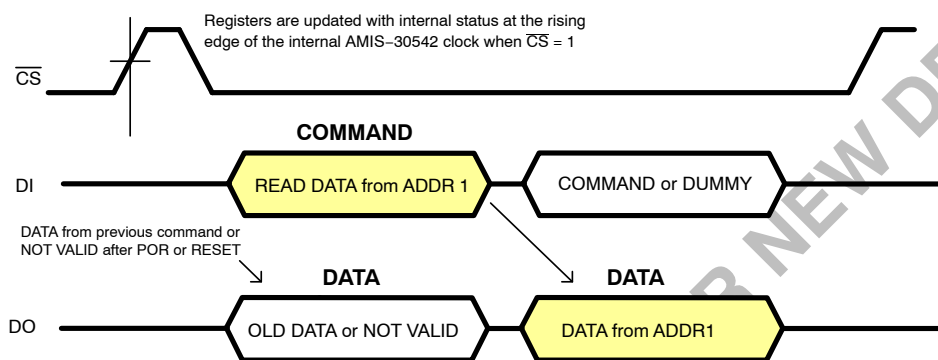 Registers are updated with internal status at the rising
edge of the internal AMIS−30542 clock when CS = 1
CS
COMMAND
DI
READ DATA from ADDR 1
COMMAND or DUMMY
DATA from previous command or
NOT VALID after POR or RESET
DATA
DATA
DO
OLD DATA or NOT VALID
DATA from ADDR1
R NEW DE